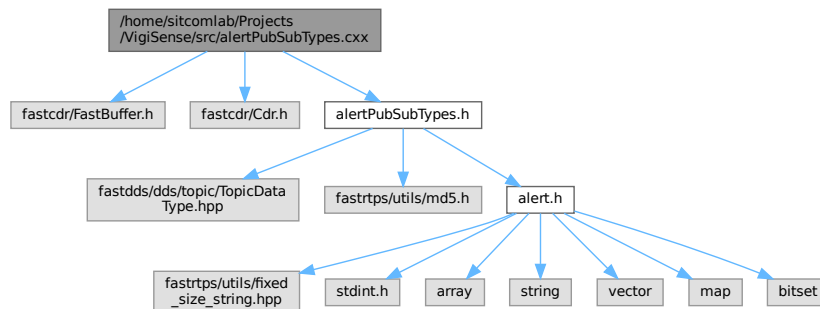 /home/sitcomlab/Projects
/VigiSense/src/alertPubSubTypes.cxx
fastcdr/FastBuffer.h
fastcdr/Cdr.h
alertPubSubTypes.h
fastdds/dds/topic/TopicData
Type.hpp
fastrtps/utils/md5.h
alert.h
fastrtps/utils/fixed
_size_string.hpp
stdint.h
array
string
vector
map
bitset